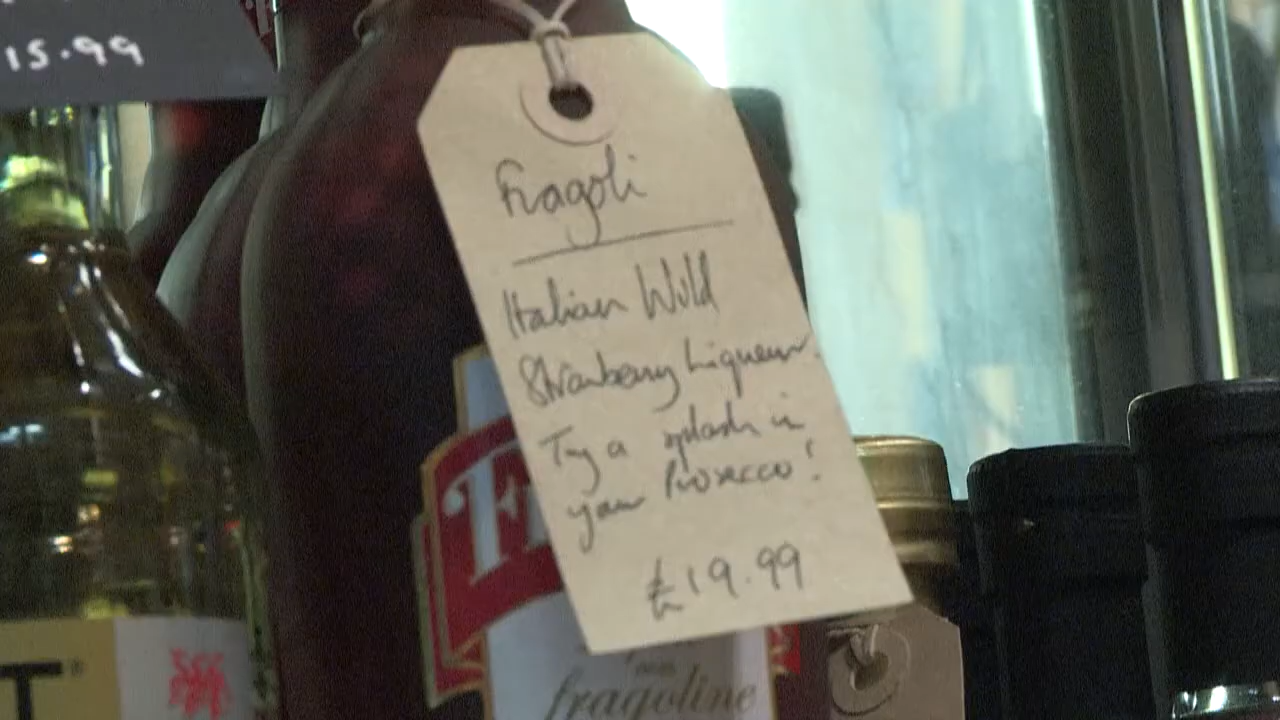 15.99
Fragoli
Italian Wild
Strawberry Liqueur.
Try a splash in
your Prosecco!
£19.99
F
fragoline
T